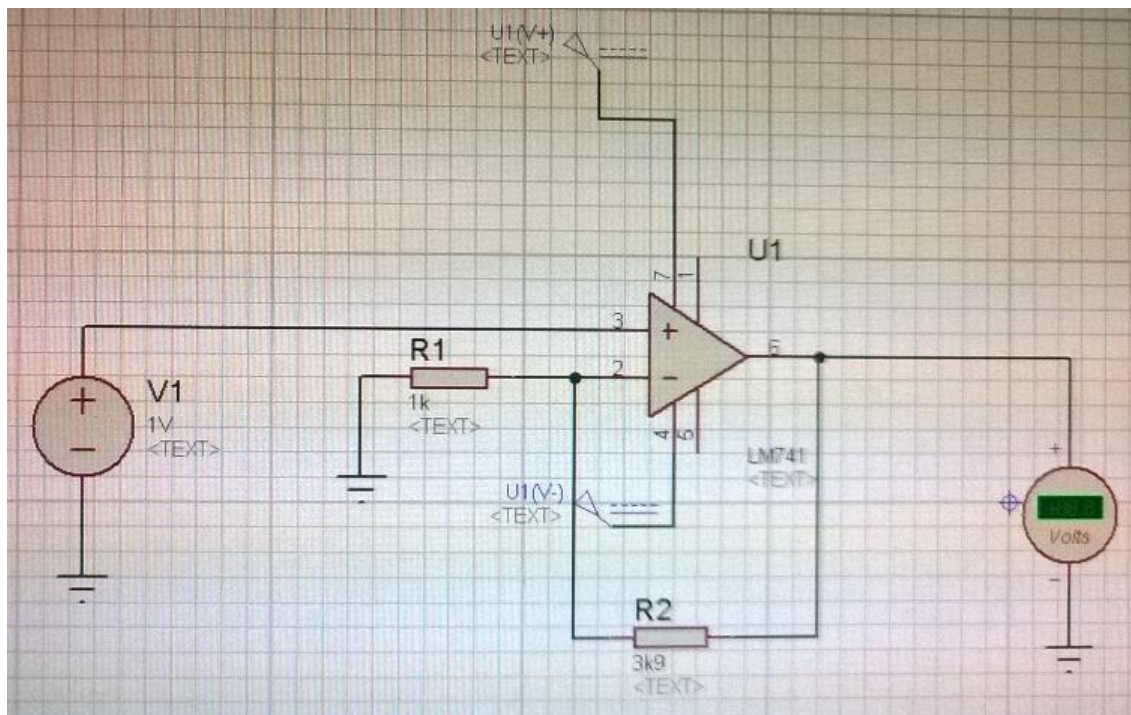 U1(V+)
<TEXT>
U1
7
1
3
+
R1
2
−
6
1k
<TEXT>
V1
+
1V
−
<TEXT>
4
5
LM741
<TEXT>
U1(V-)
<TEXT>
+
Volts
−
R2
3k9
<TEXT>